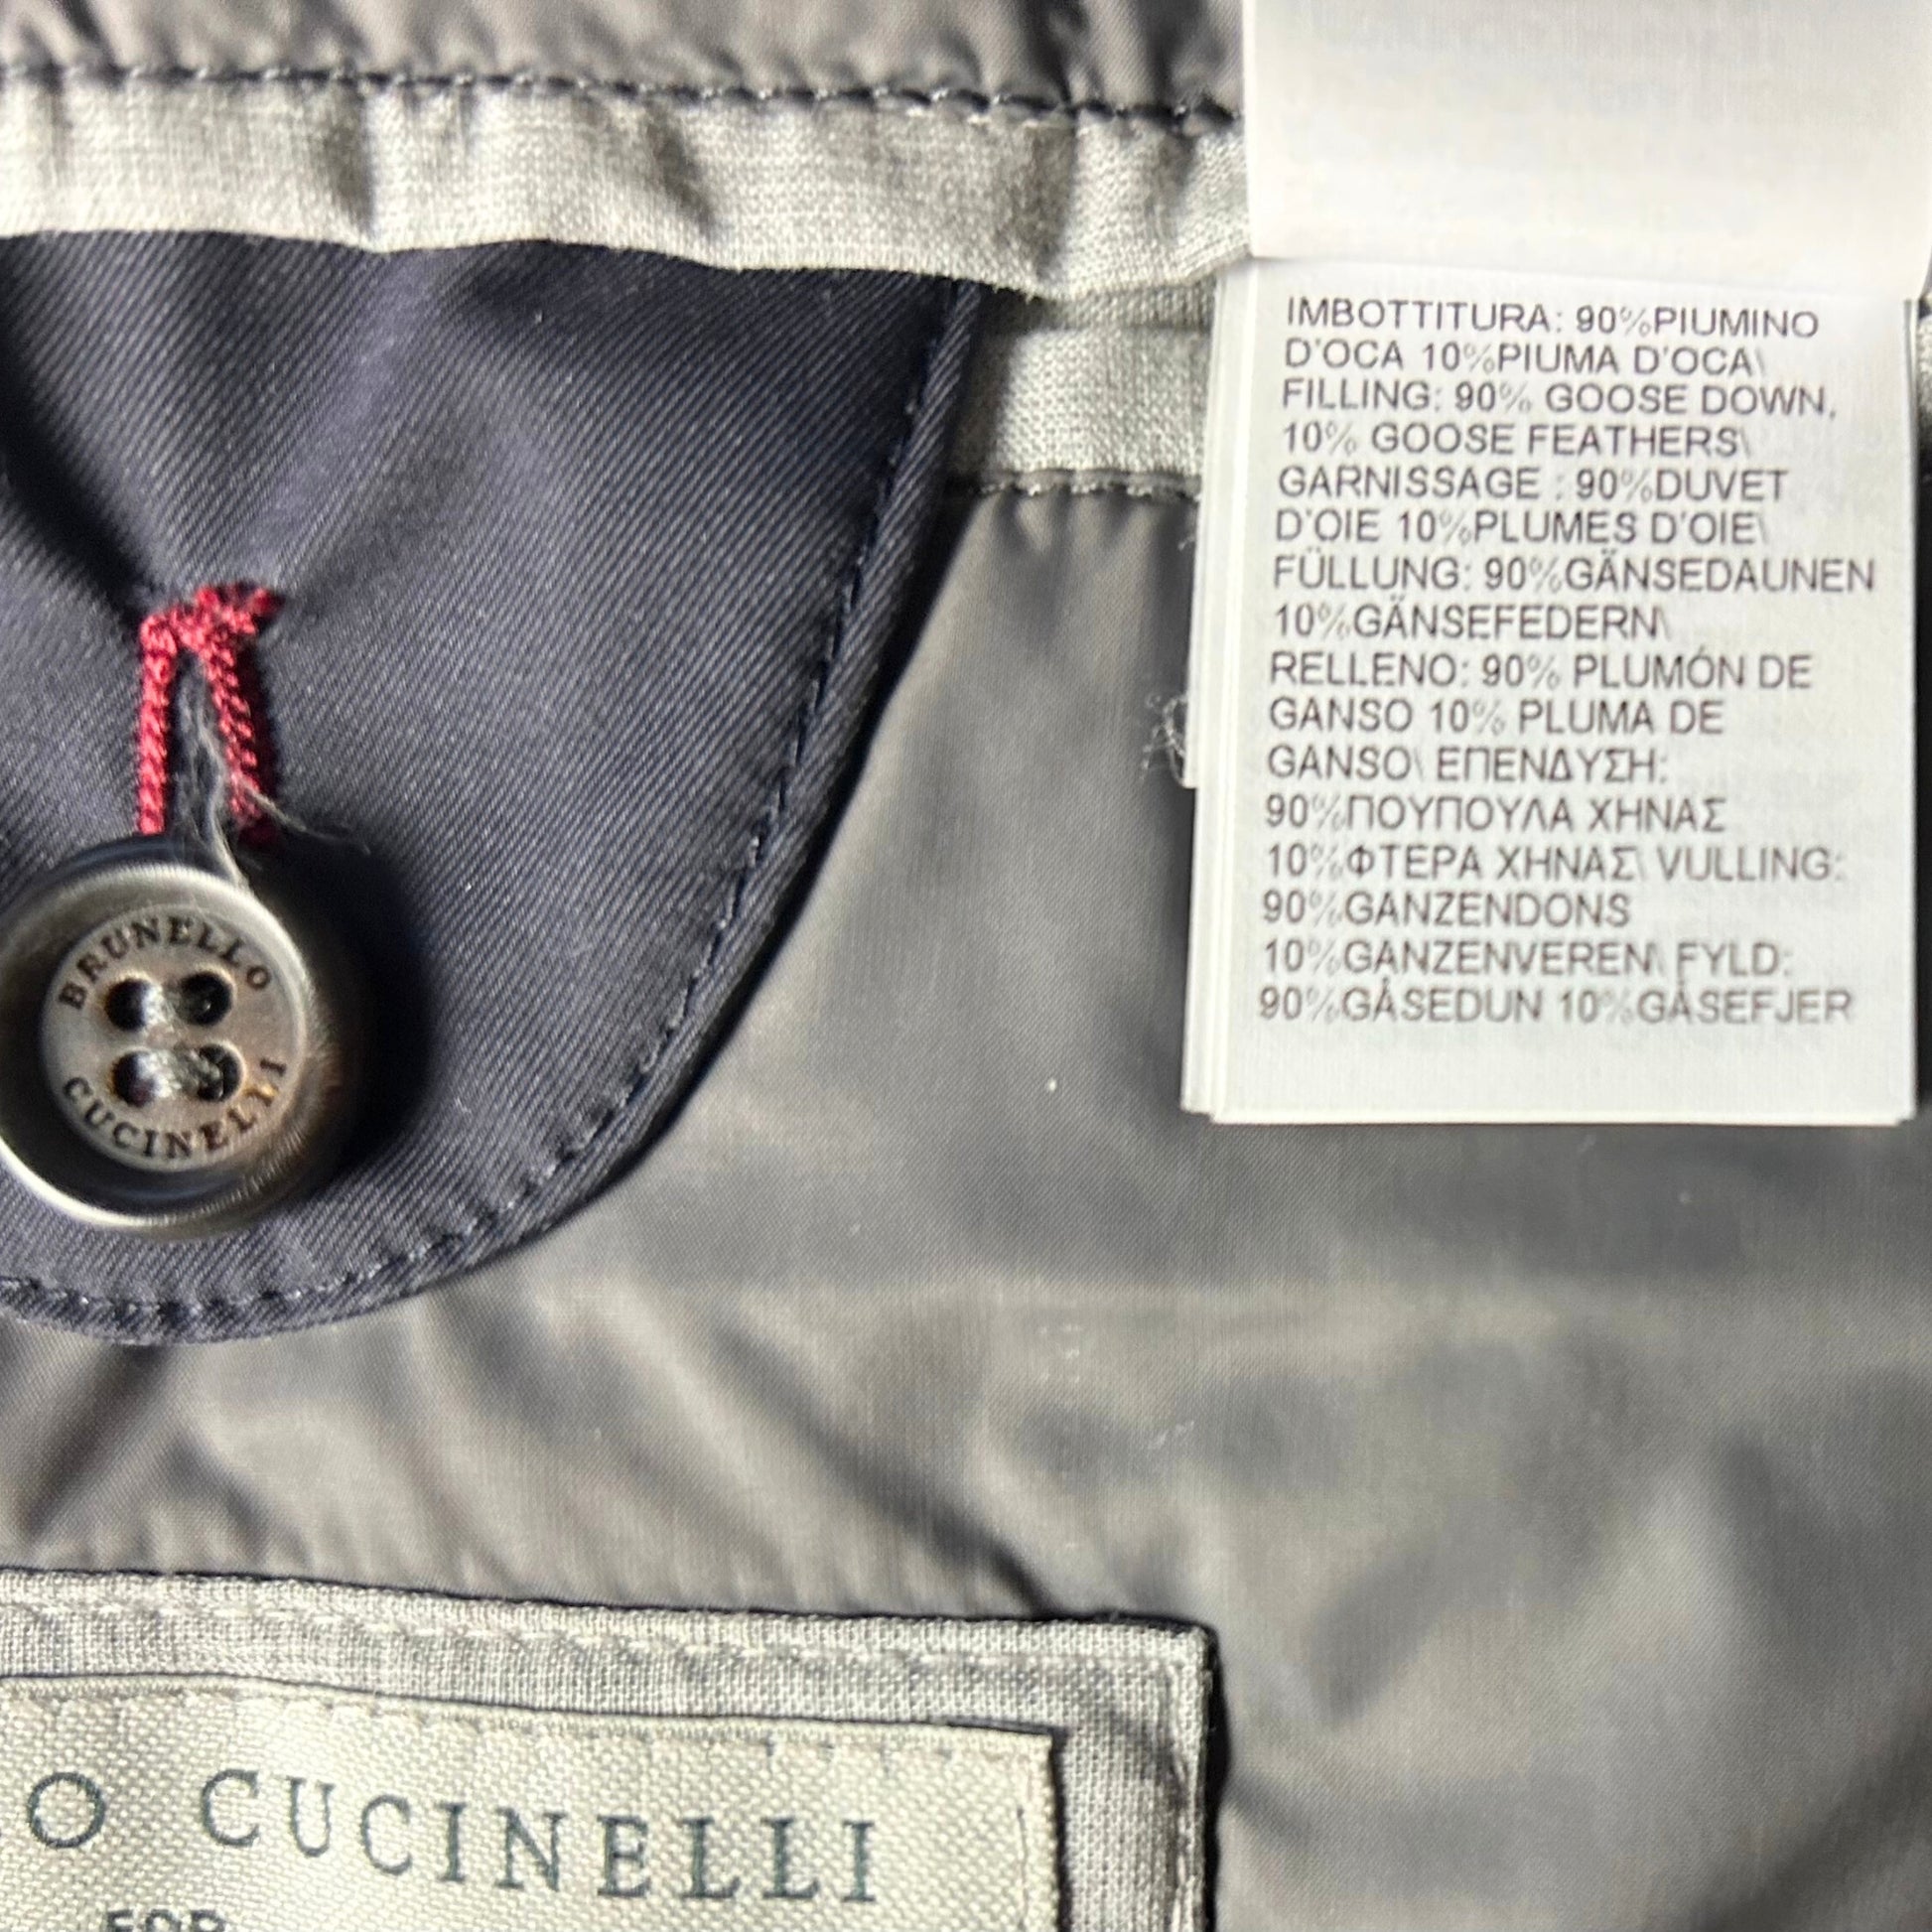 IMBOTTITURA: 90%PIUMINO
D'OCA 10%PIUMA D'OCA\
FILLING: 90% GOOSE DOWN,
10% GOOSE FEATHERS\
GARNISSAGE : 90%DUVET
D'OIE 10%PLUMES D'OIE\
FÜLLUNG: 90%GÄNSEDAUNEN
10%GÄNSEFEDERN\
RELLENO: 90% PLUMÓN DE
GANSO 10% PLUMA DE
GANSO\ ΕΠΕΝΔΥΣΗ:
90%ΠΟΥΠΟΥΛΑ ΧΗΝΑΣ
10%ΦΤΕΡΑ ΧΗΝΑΣ\ VULLING:
90%GANZENDONS
10%GANZENVEREN\ FYLD:
90%GÅSEDUN 10%GÅSEFJER
BRUNELLO
CUCINELLI
O CUCINELLI
FOR